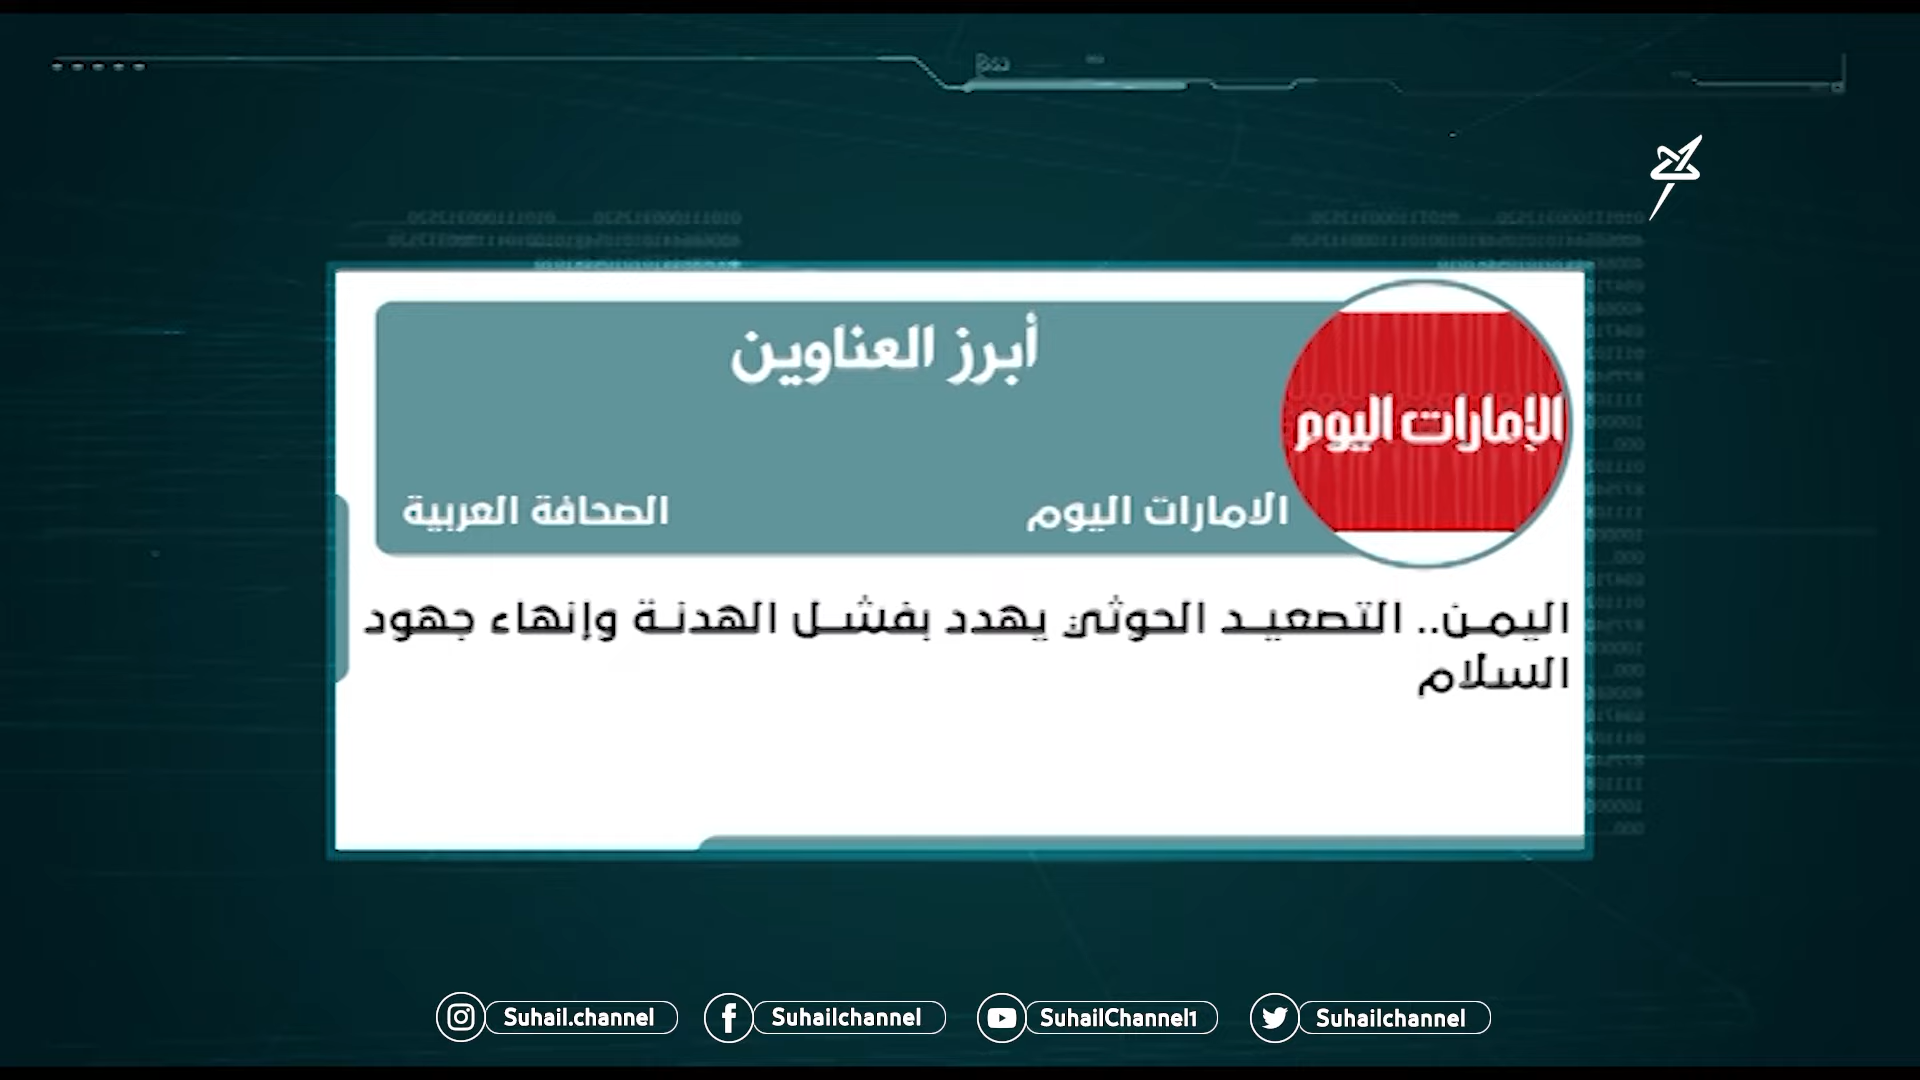 أبرز العناوين
الإمارات اليوم
الامارات اليوم
الصحافة العربية
اليمن.. التصعيد الحوثي يهدد بفشل الهدنة وإنهاء جهود
السلام
Suhail.channel
Suhailchannel
SuhailChannel1
Suhailchannel